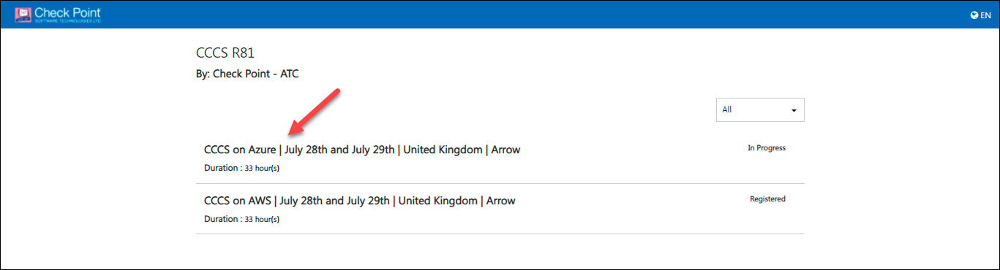 Check Point
SOFTWARE TECHNOLOGIES LTD.
EN
CCCS R81
By: Check Point - ATC
All
CCCS on Azure | July 28th and July 29th | United Kingdom | Arrow
In Progress
Duration : 33 hour(s)
CCCS on AWS | July 28th and July 29th | United Kingdom | Arrow
Registered
Duration : 33 hour(s)